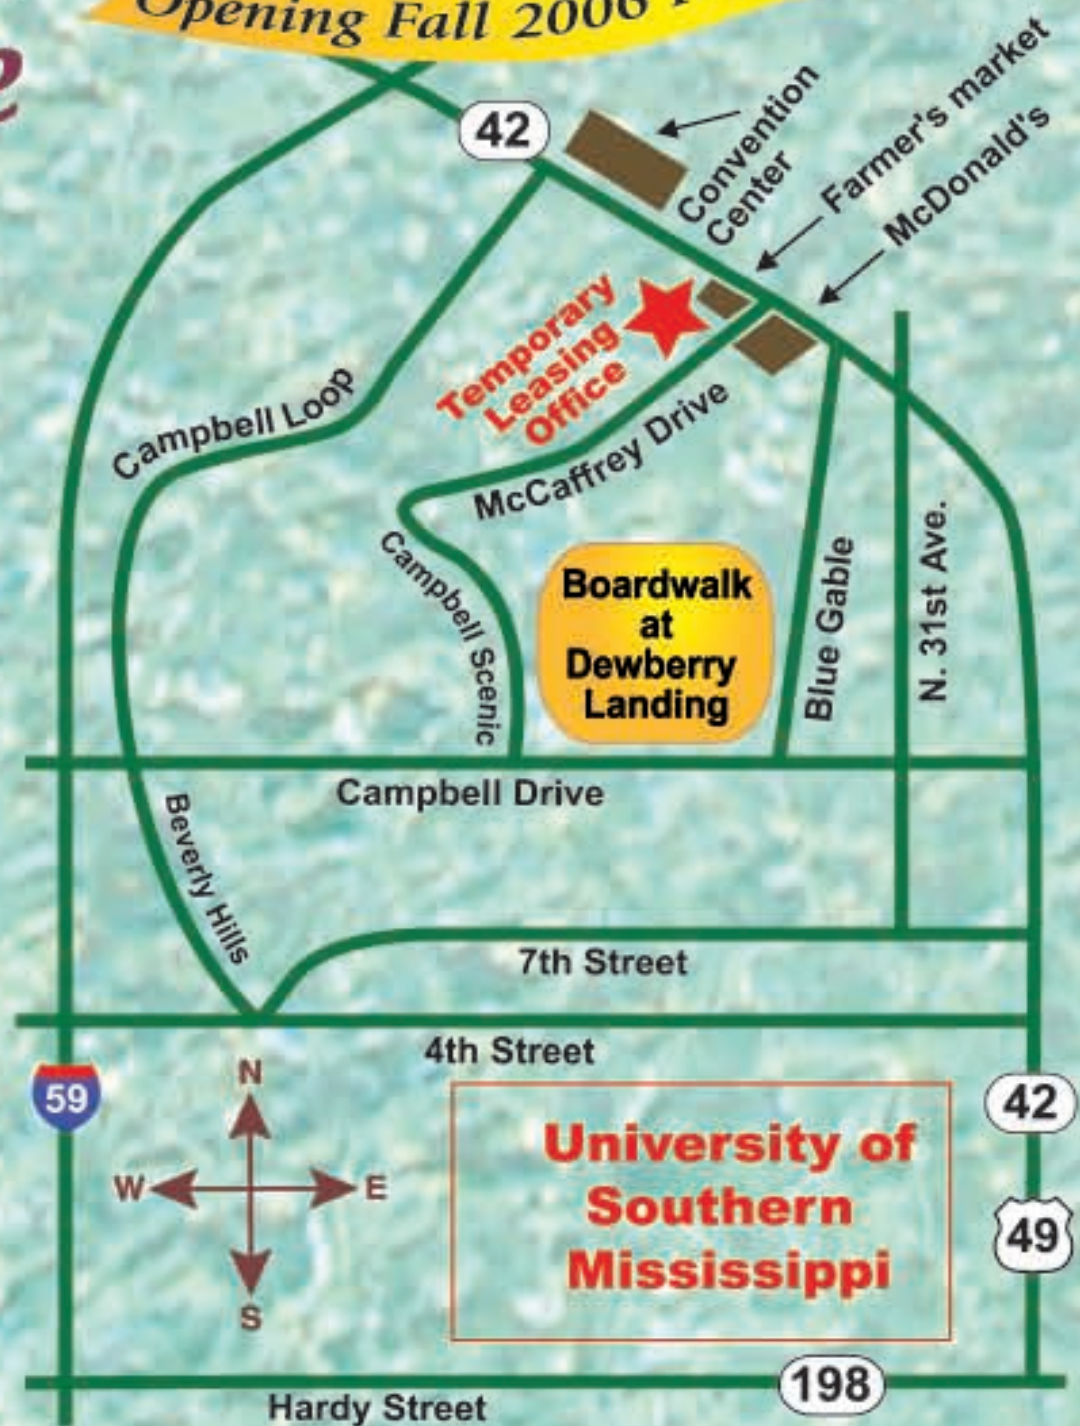 Opening Fall 2006
e
42
Convention
Center
Farmer's market
McDonald's
Temporary
Leasing
Office
Campbell Loop
McCaffrey Drive
Campbell Scenic
Boardwalk
at
Dewberry
Landing
Blue Gable
N. 31st Ave.
Campbell Drive
Beverly Hills
7th Street
4th Street
N
W
E
S
59
42
49
University of
Southern
Mississippi
198
Hardy Street